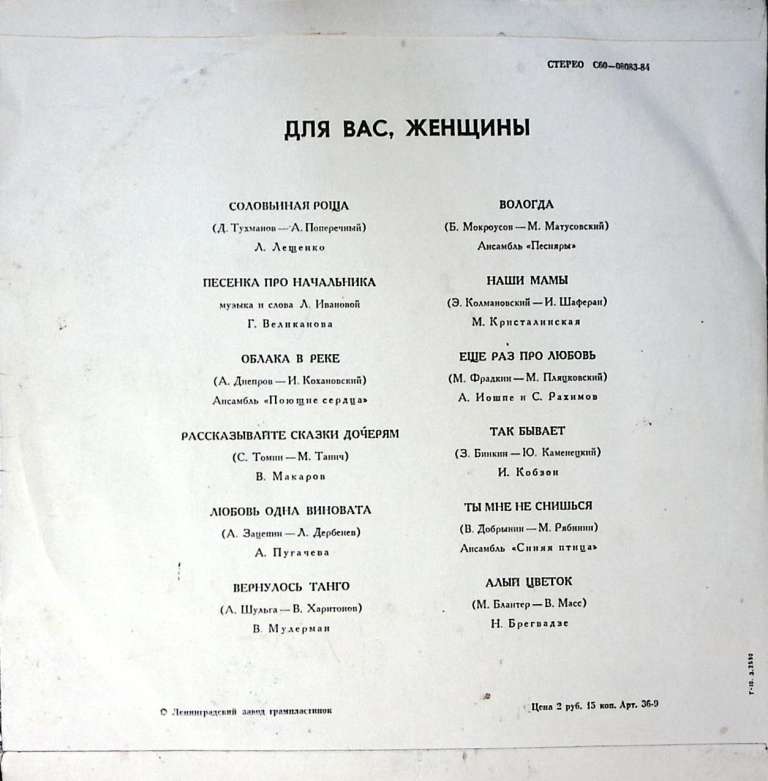 СТЕРЕО С60—08083-84
ДЛЯ ВАС, ЖЕНЩИНЫ
СОЛОВЬИНАЯ РОЩА
(Д. Тухманов — А. Поперечный)
Л. Лещенко
ПЕСЕНКА ПРО НАЧАЛЬНИКА
музыка и слова Л. Ивановой
Г. Великанова
ОБЛАКА В РЕКЕ
(А. Днепров — И. Кохановский)
Ансамбль «Поющие сердца»
РАССКАЗЫВАЙТЕ СКАЗКИ ДОЧЕРЯМ
(С. Томин — М. Танич)
В. Макаров
ЛЮБОВЬ ОДНА ВИНОВАТА
(А. Зацепин — Л. Дербенев)
А. Пугачева
ВЕРНУЛОСЬ ТАНГО
(А. Шульга — В. Харитонов)
В. Мулерман
ВОЛОГДА
(Б. Мокроусов — М. Матусовский)
Ансамбль «Песняры»
НАШИ МАМЫ
(Э. Колмановский — И. Шаферан)
М. Кристалинская
ЕЩЕ РАЗ ПРО ЛЮБОВЬ
(М. Фрадкин — М. Пляцковский)
А. Иошпе и С. Рахимов
ТАК БЫВАЕТ
(З. Бинкин — Ю. Каменецкий)
И. Кобзон
ТЫ МНЕ НЕ СНИШЬСЯ
(В. Добрынин — М. Рябинин)
Ансамбль «Синяя птица»
АЛЫЙ ЦВЕТОК
(М. Блантер — В. Масс)
Н. Брегвадзе
© Ленинградский завод грампластинок
Цена 2 руб. 15 коп. Арт. 36-9